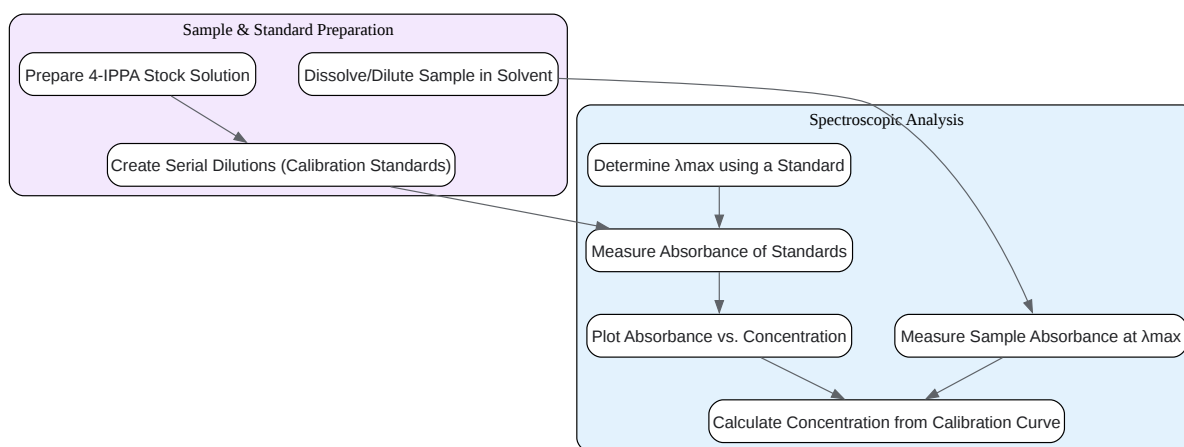 Sample & Standard Preparation
Prepare 4-IPPA Stock Solution
Dissolve/Dilute Sample in Solvent
Create Serial Dilutions (Calibration Standards)
Spectroscopic Analysis
Determine λmax using a Standard
Measure Absorbance of Standards
Plot Absorbance vs. Concentration
Measure Sample Absorbance at λmax
Calculate Concentration from Calibration Curve